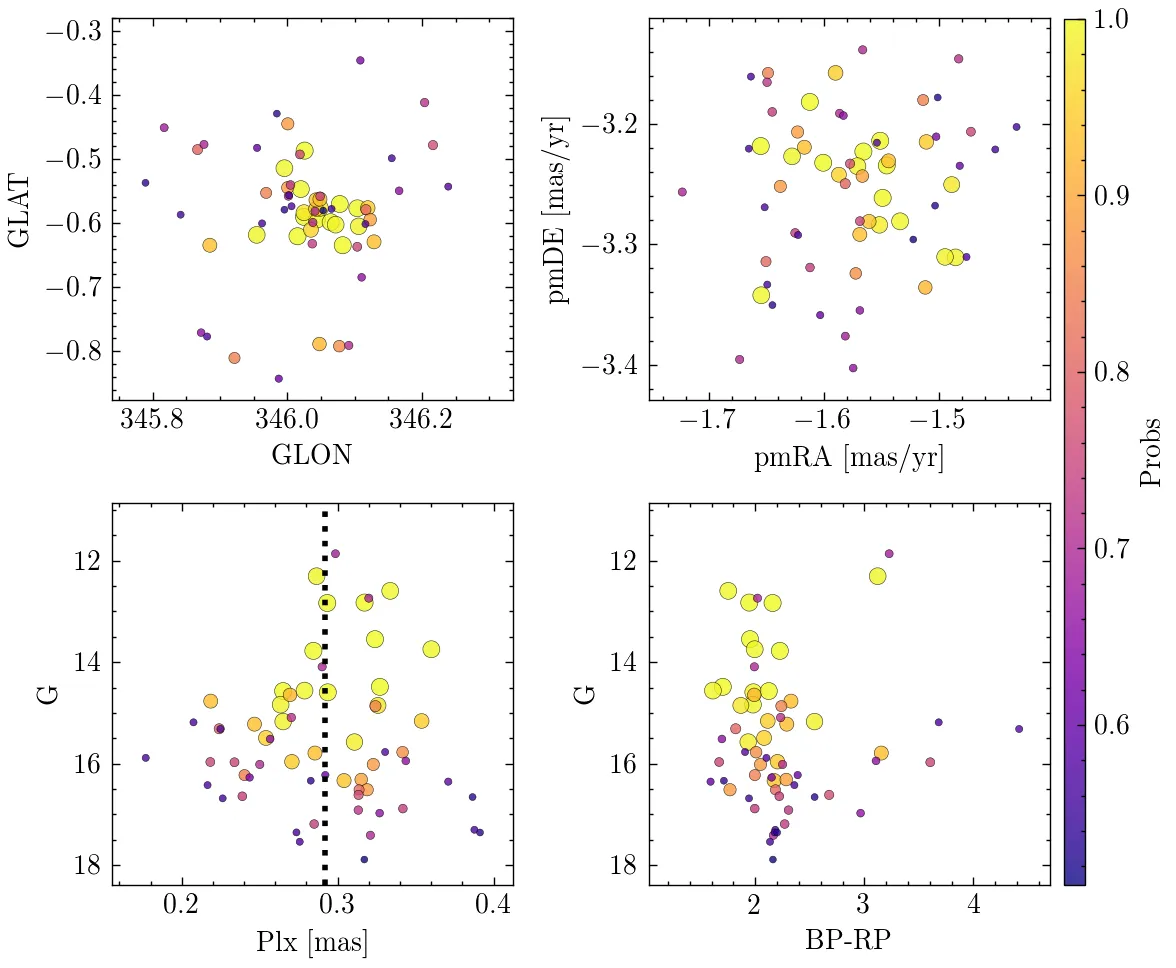 −0.3
−0.4
−0.5
−0.6
−0.7
−0.8
GLAT
345.8 346.0 346.2
GLON
−3.2
−3.3
−3.4
pmDE [mas/yr]
−1.7 −1.6 −1.5
pmRA [mas/yr]
12
14
16
18
G
0.2 0.3 0.4
Plx [mas]
12
14
16
18
G
2 3 4
BP-RP
1.0
0.9
0.8
0.7
0.6
Probs